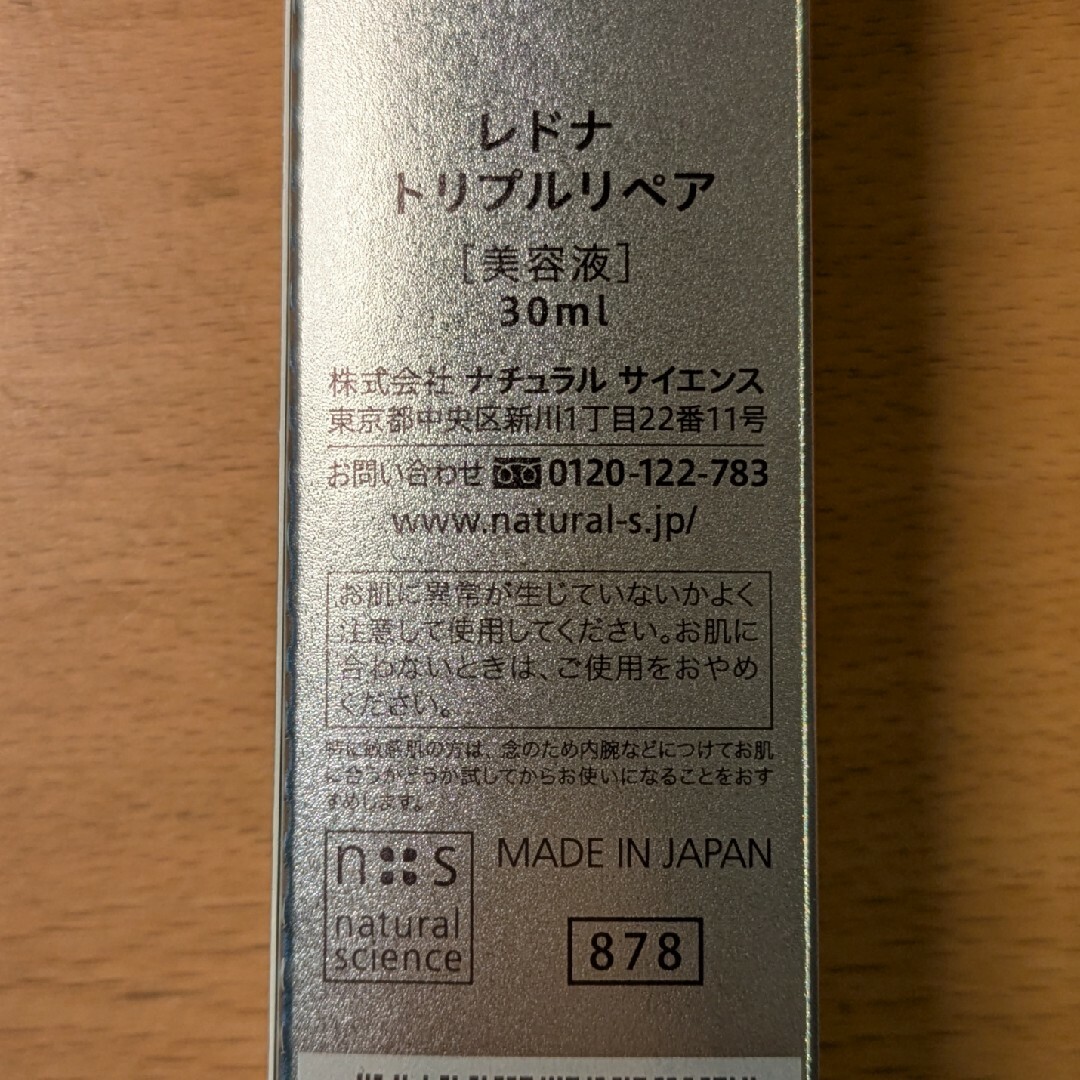 レドナ
トリプルリペア
[美容液]
30ml
株式会社 ナチュラル サイエンス
東京都中央区新川1丁目22番11号
お問い合わせ 0120-122-783
www.natural-s.jp/
お肌に異常が生じていないかよく
注意して使用してください。お肌に
合わないときは、ご使用をおやめ
ください。
特に敏感肌の方は、念のため内腕などにつけてお肌
に合うかどうか試してからお使いになることをおす
すめします。
n s
natural
science
MADE IN JAPAN
878